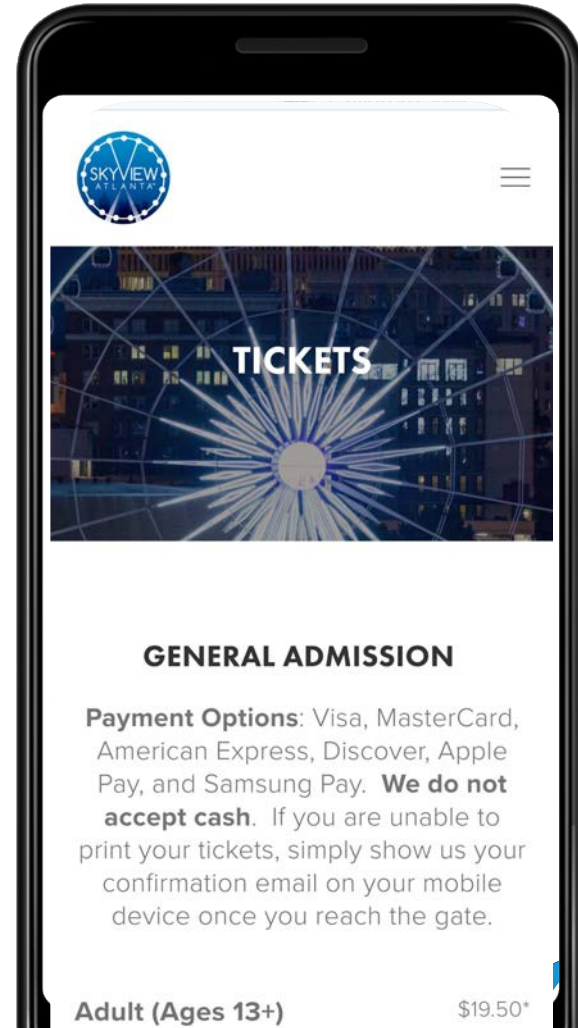 SKYVIEW
ATLANTA
TICKETS
GENERAL ADMISSION
Payment Options: Visa, MasterCard,
American Express, Discover, Apple
Pay, and Samsung Pay.  We do not
accept cash.  If you are unable to
print your tickets, simply show us your
confirmation email on your mobile
device once you reach the gate.
Adult (Ages 13+) $19.50*